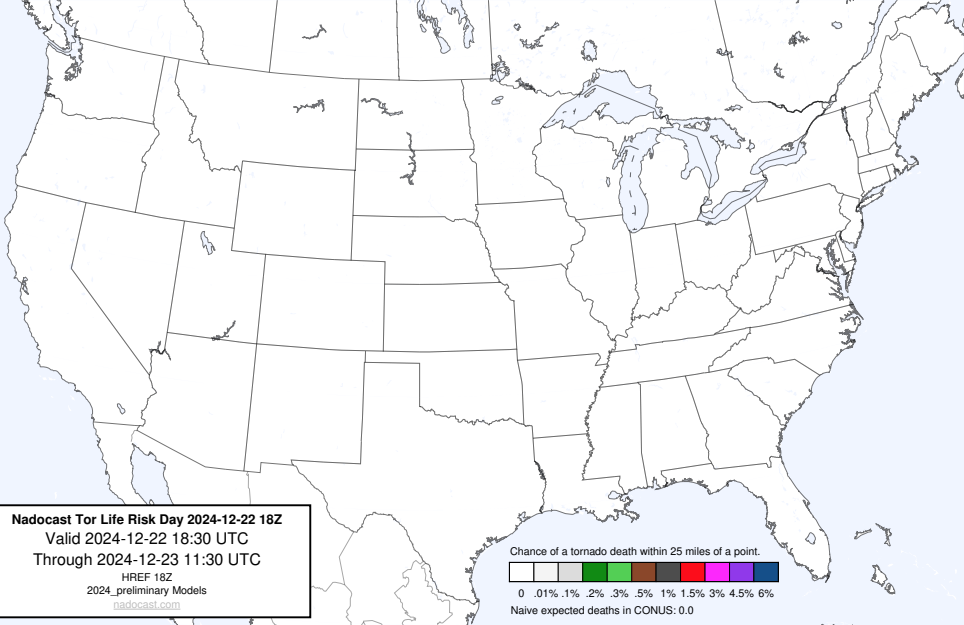 Nadocast Tor Life Risk Day 2024-12-22 18Z
Valid 2024-12-22 18:30 UTC
Through 2024-12-23 11:30 UTC
HREF 18Z
2024_preliminary Models
nadocast.com
Chance of a tornado death within 25 miles of a point.
0 .01% .1% .2% .3% .5% 1% 1.5% 3% 4.5% 6%
Naive expected deaths in CONUS: 0.0